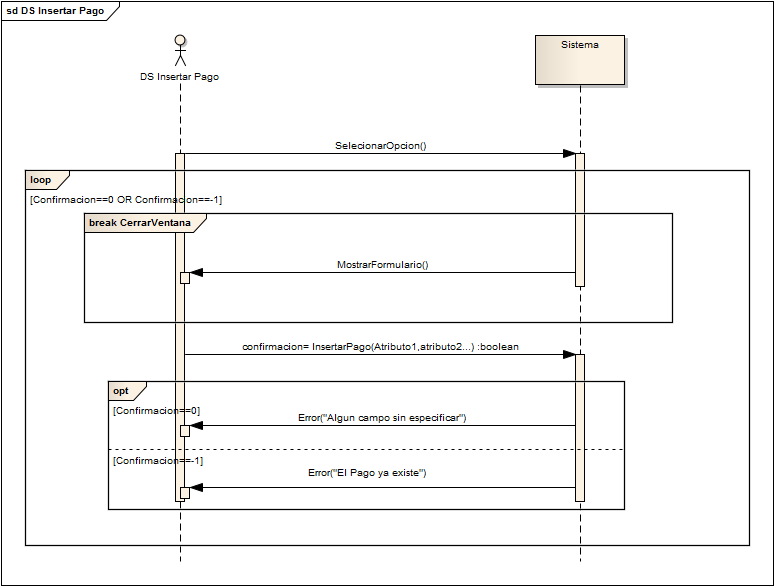 sd DS Insertar Pago
Sistema
DS Insertar Pago
SelecionarOpcion()
loop
[Confirmacion==0 OR Confirmacion==-1]
break CerrarVentana
MostrarFormulario()
confirmacion= InsertarPago(Atributo1,atributo2...) :boolean
opt
[Confirmacion==0]
Error("Algun campo sin especificar")
[Confirmacion==-1]
Error("El Pago ya existe")